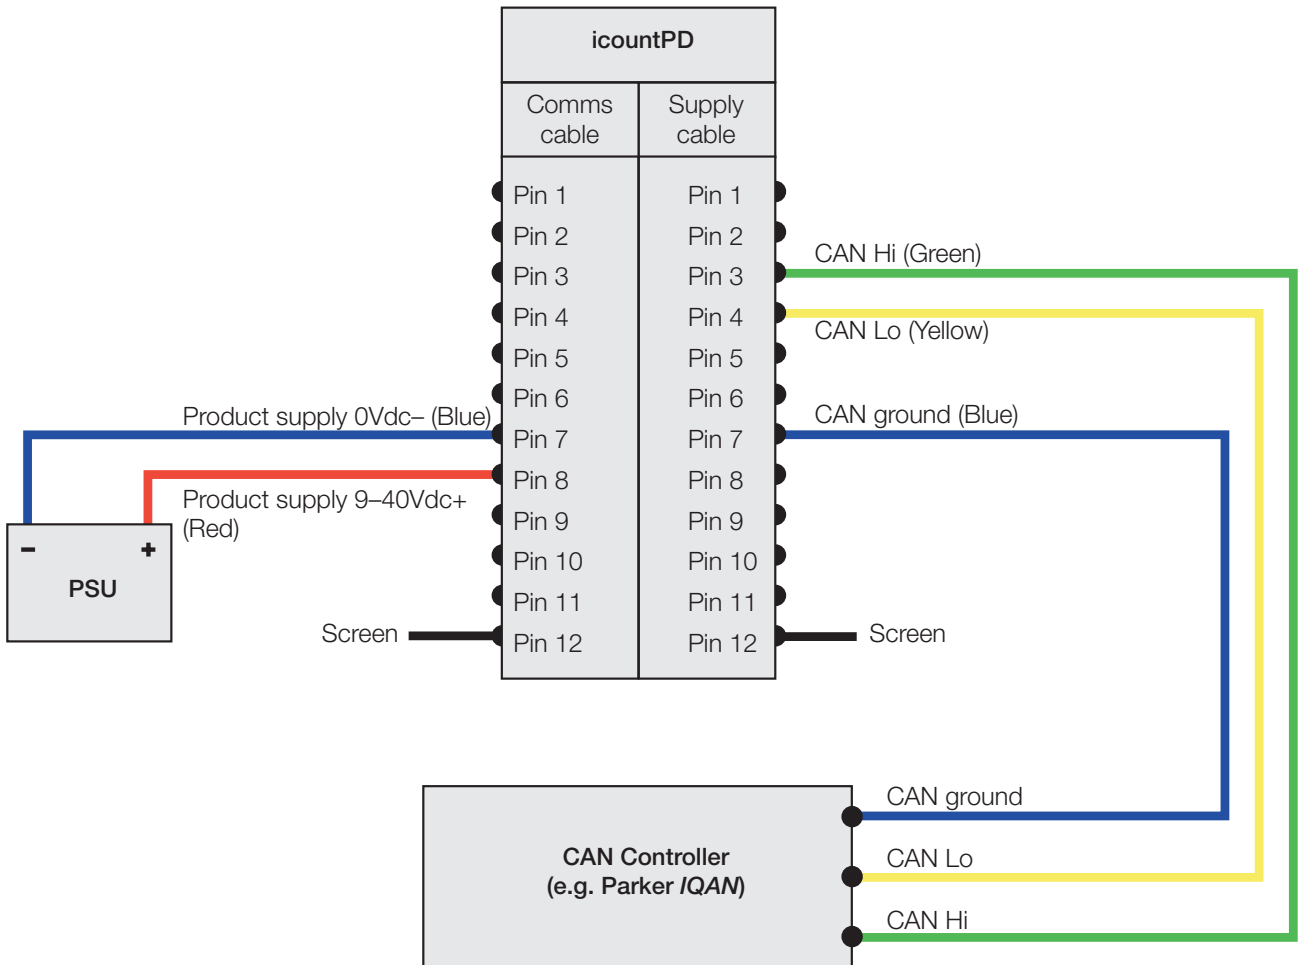 icountPD
Comms
cable
Supply
cable
Pin 1
Pin 2
Pin 3
Pin 4
Pin 5
Pin 6
Pin 7
Pin 8
Pin 9
Pin 10
Pin 11
Pin 12
Pin 1
Pin 2
Pin 3
Pin 4
Pin 5
Pin 6
Pin 7
Pin 8
Pin 9
Pin 10
Pin 11
Pin 12
Product supply 0Vdc– (Blue)
Product supply 9–40Vdc+
(Red)
– +
PSU
Screen
CAN Hi (Green)
CAN Lo (Yellow)
CAN ground (Blue)
Screen
CAN Controller
(e.g. Parker IQAN)
CAN ground
CAN Lo
CAN Hi